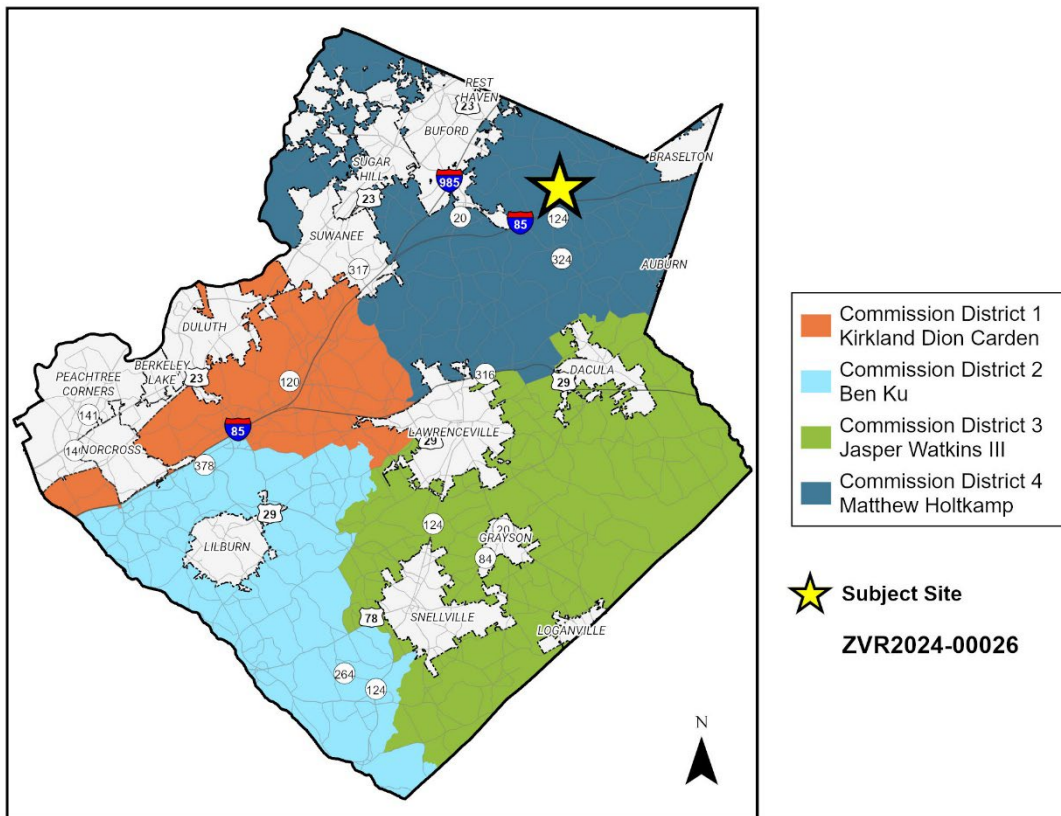 REST
HAVEN
23
BUFORD
BRASELTON
SUGAR
HILL
985
23
20
85
124
SUWANEE
324
317
AUBURN
DULUTH
BERKELEY
LAKE
23
PEACHTREE
CORNERS
120
316
DACULA
29
141
14
NORCROSS
85
LAWRENCEVILLE
29
378
29
LILBURN
124
20
GRAYSON
84
SNELLVILLE
78
LOGANVILLE
264
124
N
Commission District 1
Kirkland Dion Carden
Commission District 2
Ben Ku
Commission District 3
Jasper Watkins III
Commission District 4
Matthew Holtkamp
Subject Site
ZVR2024-00026